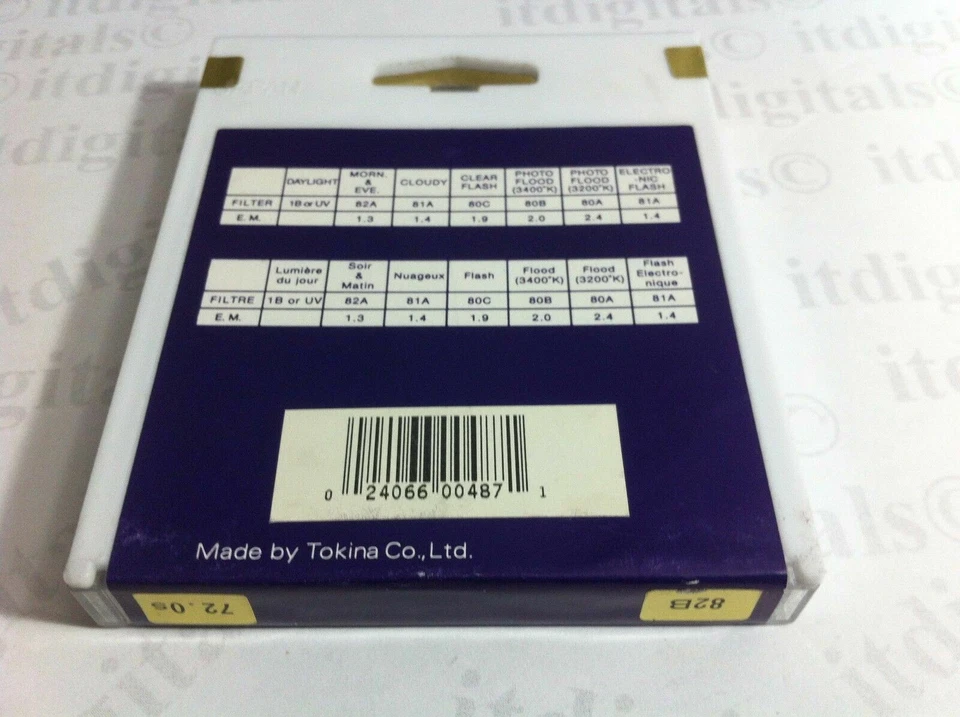 itdigitals©
DAYLIGHT MORN. & EVE. CLOUDY CLEAR FLASH PHOTO FLOOD (3400°K) PHOTO FLOOD (3200°K) ELECTRO-NIC FLASH
FILTER 1B or UV 82A 81A 80C 80B 80A 81A
E.M. 1.3 1.4 1.9 2.0 2.4 1.4
Lumière du jour Soir & Matin Nuageux Flash Flood (3400°K) Flood (3200°K) Flash Electro-nique
FILTRE 1B or UV 82A 81A 80C 80B 80A 81A
E.M. 1.3 1.4 1.9 2.0 2.4 1.4
0 24066 00487 1
Made by Tokina Co.,Ltd.
72.0s 82B